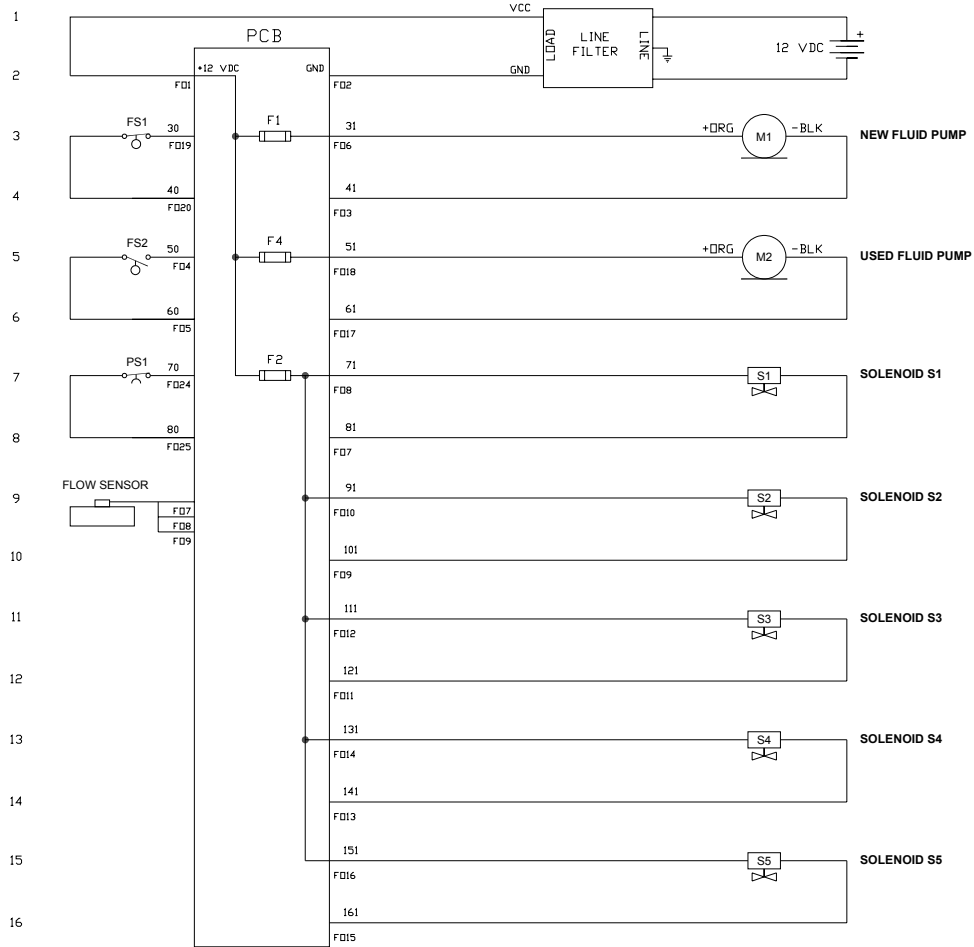 1
VCC
LOAD
LINE
FILTER
LINE
+
12 VDC
PCB
2
+12 VDC
GND
GND
FO1
FO2
3
FS1
30
FO19
F1
31
FO6
+ORG
M1
-BLK
NEW FLUID PUMP
4
40
FO20
41
FO3
5
FS2
50
FO4
F4
51
FO18
+ORG
M2
-BLK
USED FLUID PUMP
6
60
FO5
61
FO17
7
PS1
70
FO24
F2
71
FO8
S1
SOLENOID S1
8
80
FO25
81
FO7
9
FLOW SENSOR
FO7
FO8
FO9
91
FO10
S2
SOLENOID S2
10
101
FO9
11
111
FO12
S3
SOLENOID S3
12
121
FO11
13
131
FO14
S4
SOLENOID S4
14
141
FO13
15
151
FO16
S5
SOLENOID S5
16
161
FO15